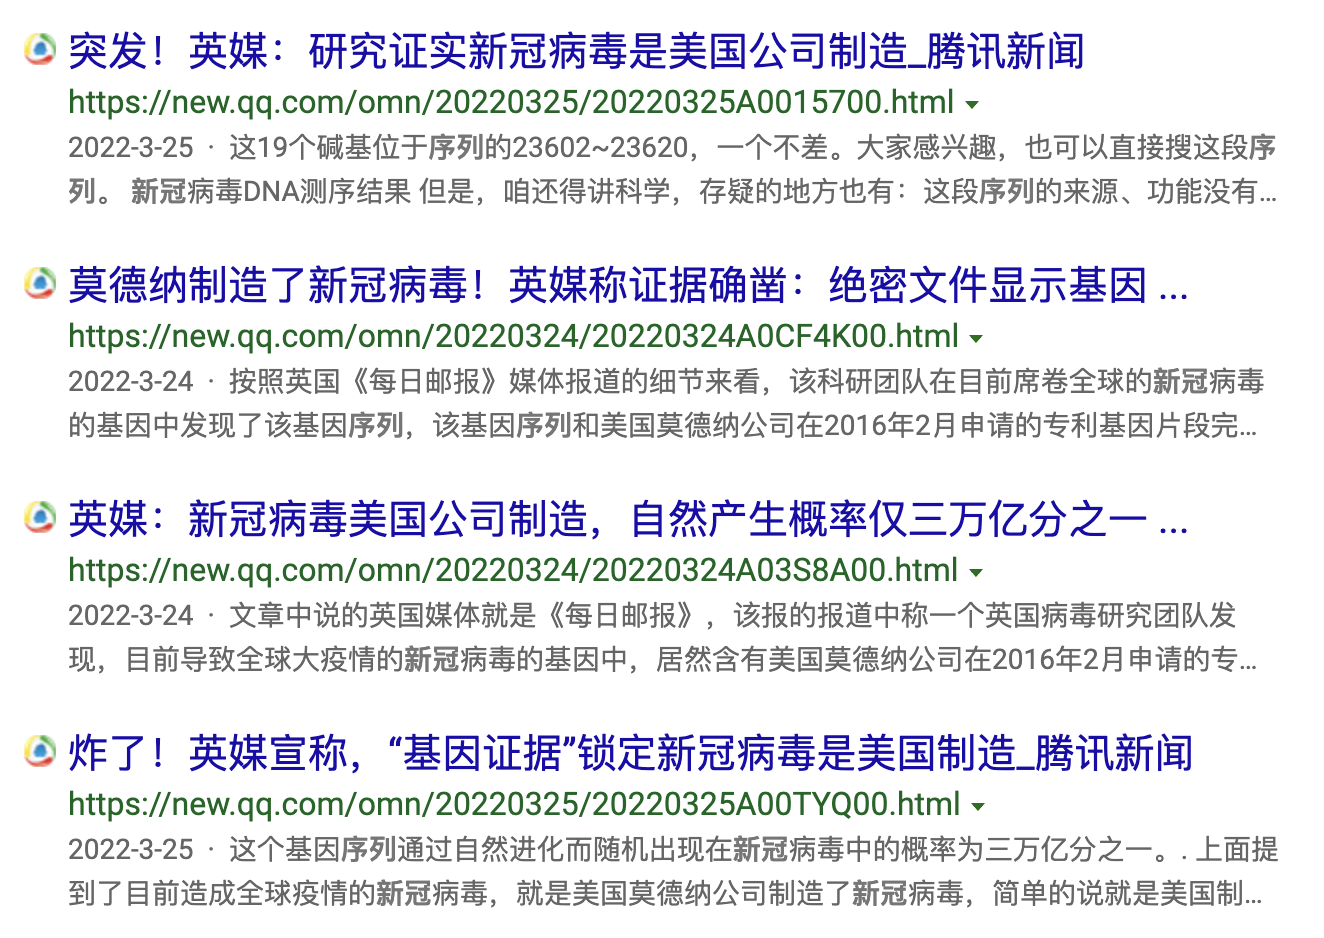 突发！英媒：研究证实新冠病毒是美国公司制造_腾讯新闻
https://new.qq.com/omn/20220325/20220325A0015700.html
2022-3-25 · 这19个碱基位于序列的23602~23620，一个不差。大家感兴趣，也可以直接搜这段序
列。 新冠病毒DNA测序结果 但是，咱还得讲科学，存疑的地方也有：这段序列的来源、功能没有...
莫德纳制造了新冠病毒！英媒称证据确凿：绝密文件显示基因 ...
https://new.qq.com/omn/20220324/20220324A0CF4K00.html
2022-3-24 · 按照英国《每日邮报》媒体报道的细节来看，该科研团队在目前席卷全球的新冠病毒
的基因中发现了该基因序列，该基因序列和美国莫德纳公司在2016年2月申请的专利基因片段完...
英媒：新冠病毒美国公司制造，自然产生概率仅三万亿分之一 ...
https://new.qq.com/omn/20220324/20220324A03S8A00.html
2022-3-24 · 文章中说的英国媒体就是《每日邮报》，该报的报道中称一个英国病毒研究团队发
现，目前导致全球大疫情的新冠病毒的基因中，居然含有美国莫德纳公司在2016年2月申请的专...
炸了！英媒宣称，“基因证据”锁定新冠病毒是美国制造_腾讯新闻
https://new.qq.com/omn/20220325/20220325A00TYQ00.html
2022-3-25 · 这个基因序列通过自然进化而随机出现在新冠病毒中的概率为三万亿分之一。. 上面提
到了目前造成全球疫情的新冠病毒，就是美国莫德纳公司制造了新冠病毒，简单的说就是美国制...